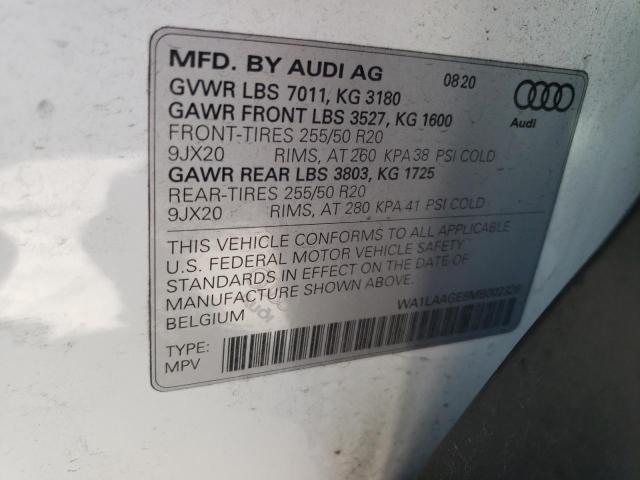 MFD. BY AUDI AG 0820
GVWR LBS 7011, KG 3180
GAWR FRONT LBS 3527, KG 1600
FRONT-TIRES 255/50 R20
9JX20 RIMS, AT 260 KPA 38 PSI COLD
GAWR REAR LBS 3803, KG 1725
REAR-TIRES 255/50 R20
9JX20 RIMS, AT 280 KPA 41 PSI COLD
Audi
THIS VEHICLE CONFORMS TO ALL APPLICABLE
U.S. FEDERAL MOTOR VEHICLE SAFETY
STANDARDS IN EFFECT ON THE DATE OF
MANUFACTURE SHOWN ABOVE.
BELGIUM
TYPE:
MPV